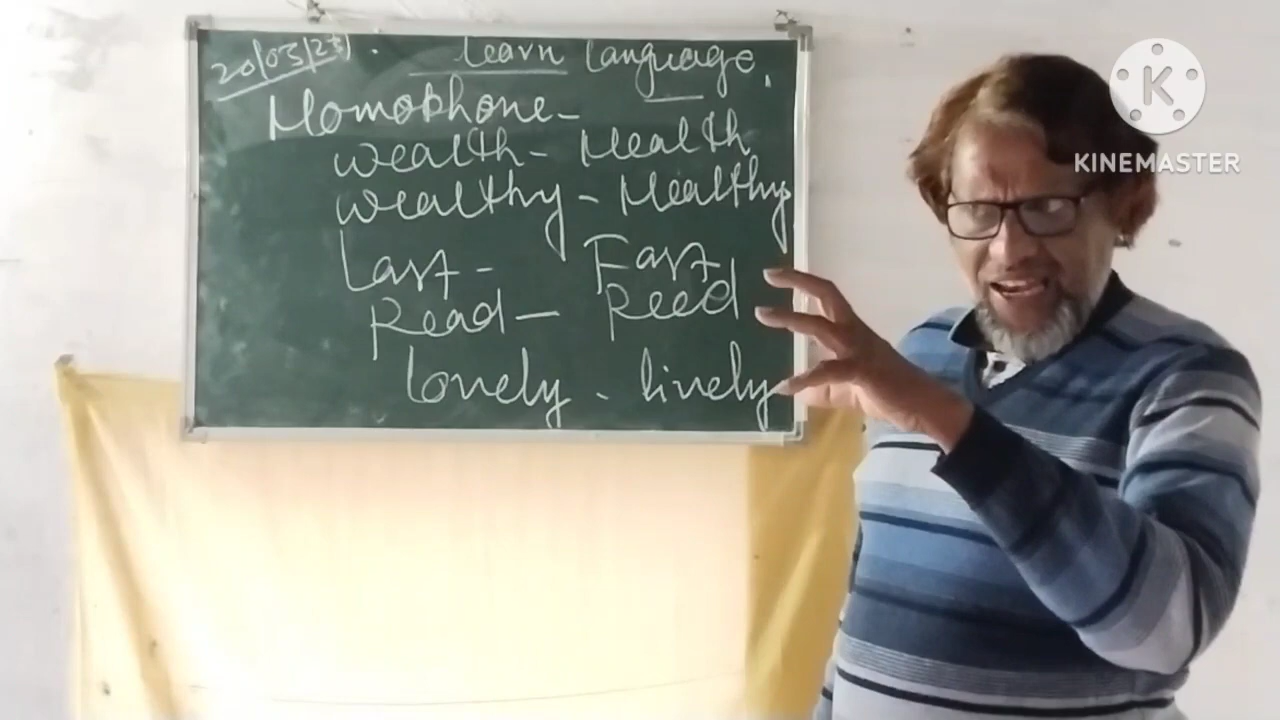 20/03/23. learn language.
Homophone-
wealth- Health
wealthy - Healthy
Last - Fast
Read - Reed
lonely - lively
K
KINEMASTER